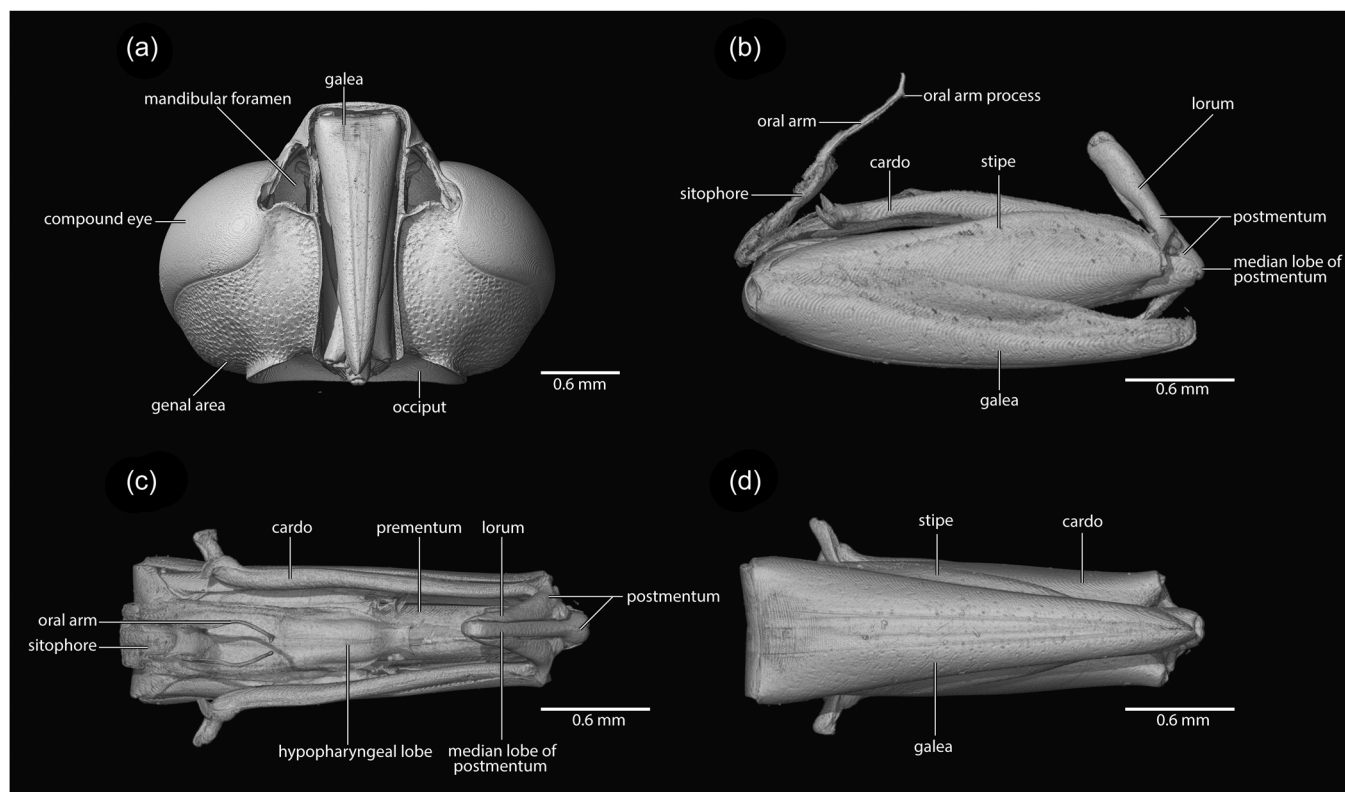 (a)
galea
mandibular foramen
compound eye
genal area
occiput
0.6 mm
(b)
oral arm process
oral arm
lorum
cardo
stipe
sitophore
postmentum
median lobe of
postmentum
0.6 mm
galea
(c)
cardo
prementum
lorum
postmentum
oral arm
sitophore
hypopharyngeal lobe
median lobe of
postmentum
0.6 mm
(d)
stipe
cardo
galea
0.6 mm